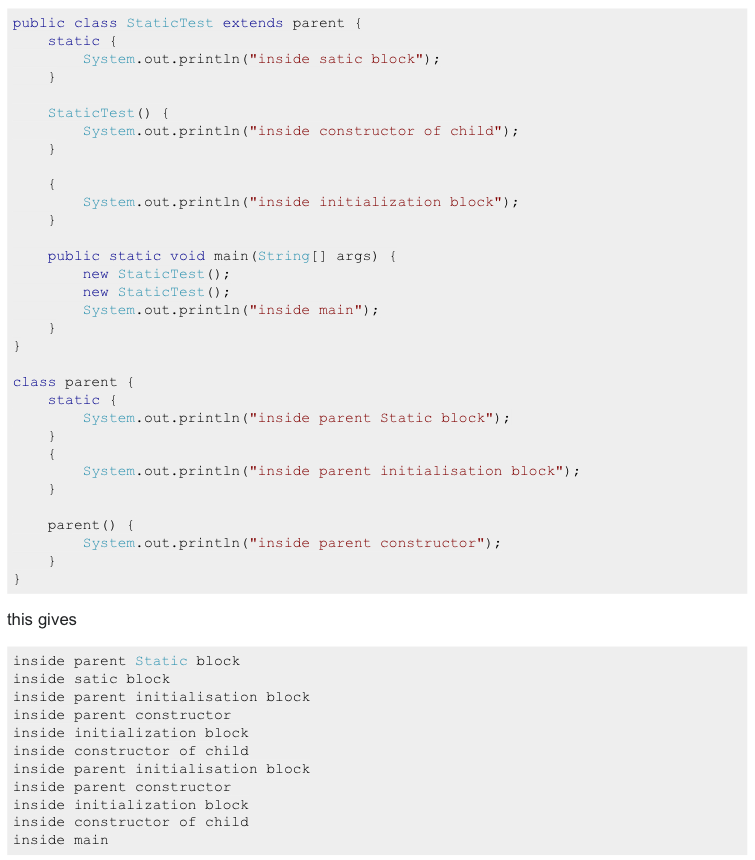 public class StaticTest extends parent {
    static {
        System.out.println("inside satic block");
    }

    StaticTest() {
        System.out.println("inside constructor of child");
    }

    {
        System.out.println("inside initialization block");
    }

    public static void main(String[] args) {
        new StaticTest();
        new StaticTest();
        System.out.println("inside main");
    }
}

class parent {
    static {
        System.out.println("inside parent Static block");
    }
    {
        System.out.println("inside parent initialisation block");
    }

    parent() {
        System.out.println("inside parent constructor");
    }
}
this gives
inside parent Static block
inside satic block
inside parent initialisation block
inside parent constructor
inside initialization block
inside constructor of child
inside parent initialisation block
inside parent constructor
inside initialization block
inside constructor of child
inside main